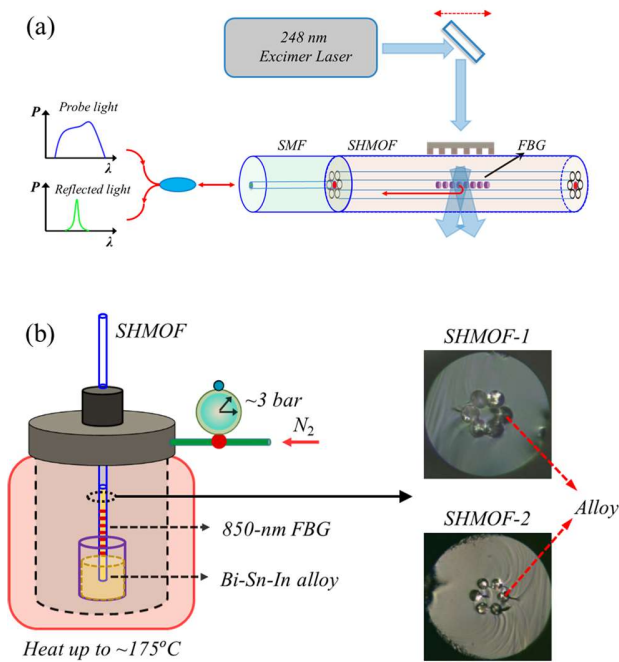 (a)
248 nm
Excimer Laser
P
Probe light
λ
P
Reflected light
λ
SMF
SHMOF
FBG
(b)
SHMOF
~3 bar
N₂
850-nm FBG
Bi-Sn-In alloy
Heat up to ~175°C
SHMOF-1
Alloy
SHMOF-2